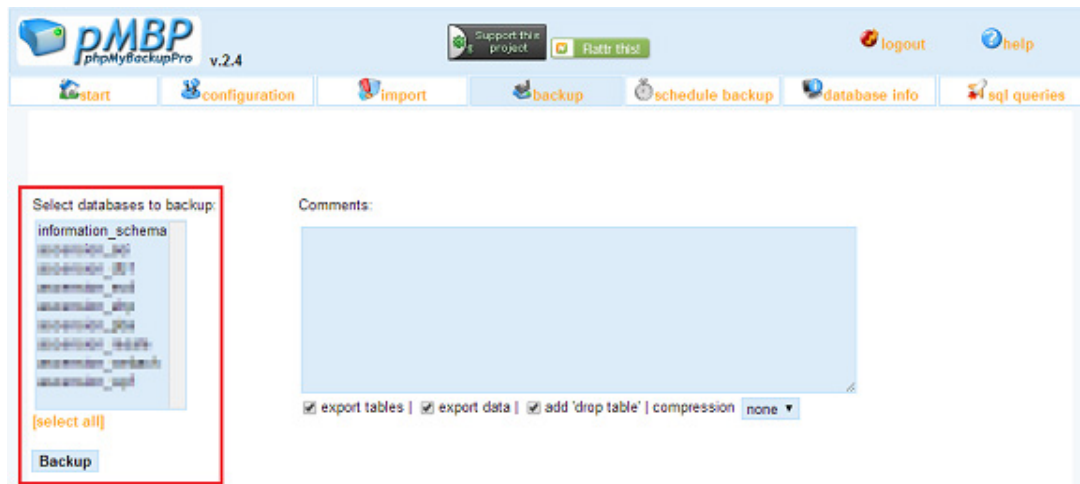 pMBP
phpMyBackupPro v.2.4
Support this
project
Flattr this!
logout
help
start
configuration
import
backup
schedule backup
database info
sql queries
Select databases to backup:
information_schema
[select all]
Backup
Comments:
export tables | export data | add 'drop table' | compression none